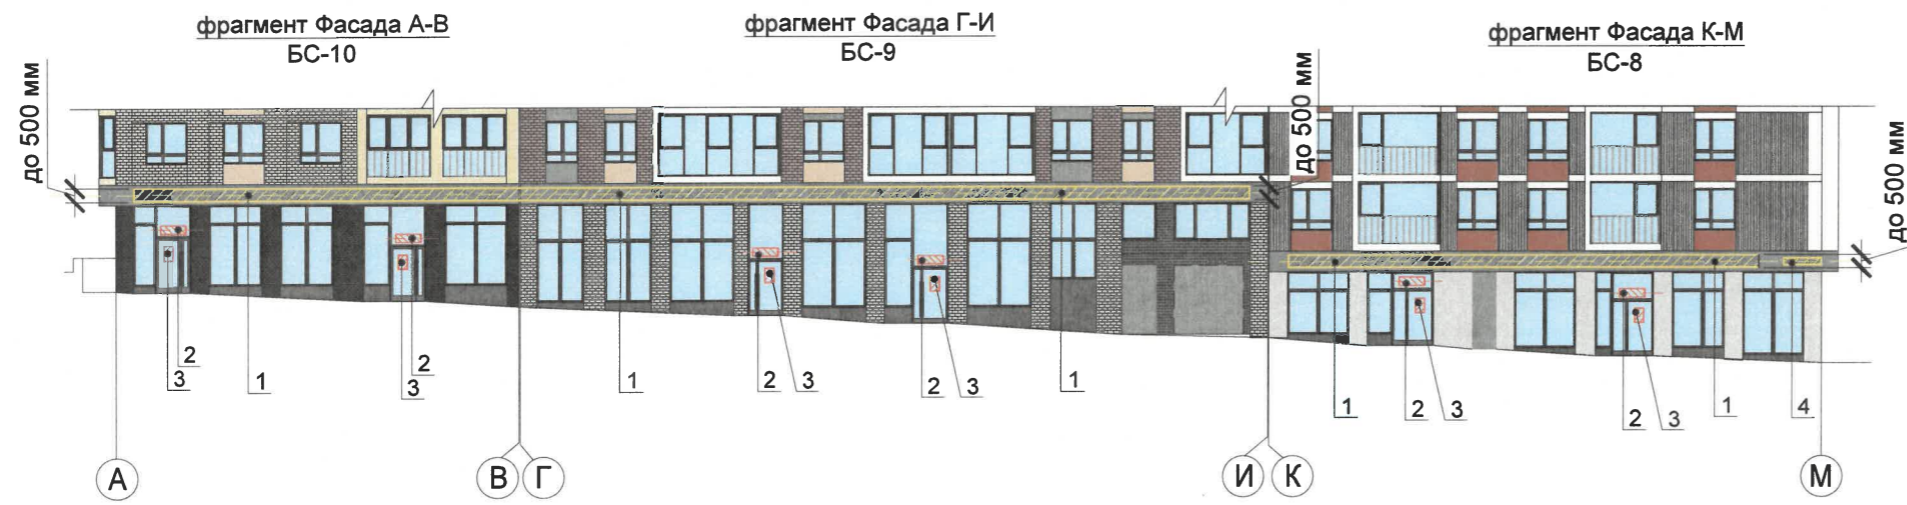 фрагмент Фасада А-В
БС-10
фрагмент Фасада Г-И
БС-9
фрагмент Фасада К-М
БС-8
до 500 мм
до 500 мм
до 500 мм
2
3
1
2
3
1
2
3
2
3
1
1
2
3
2
3
1
4
А
В
Г
И
К
М